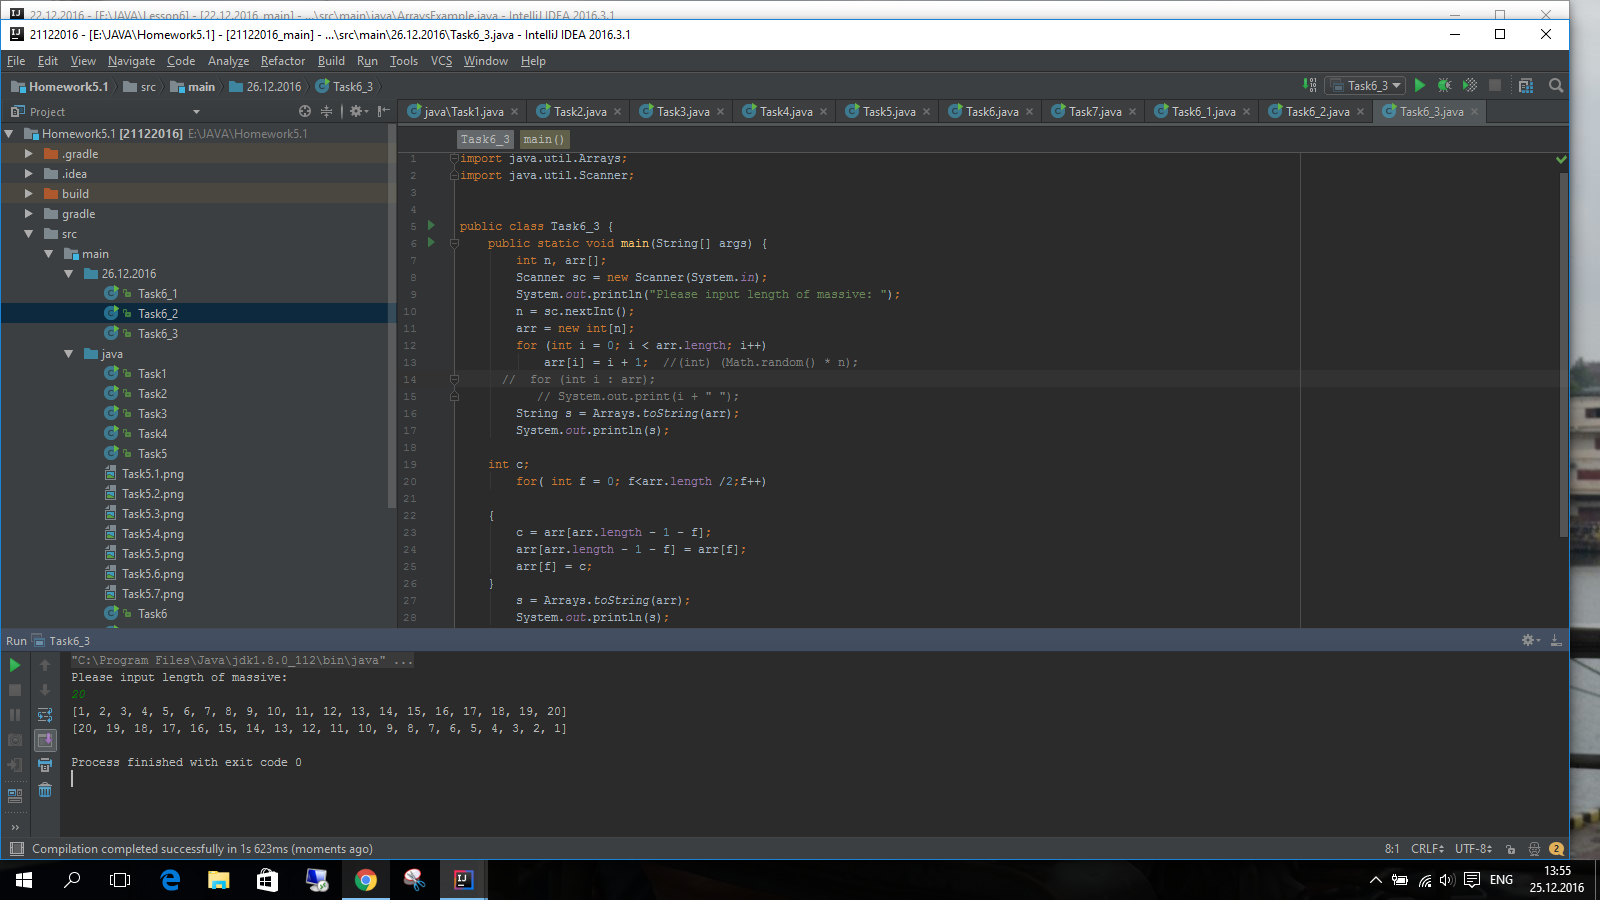 22.12.2016 - [E:\JAVA\Lesson6] - [22.12.2016_main] - ...\src\main\java\ArraysExample.java - IntelliJ IDEA 2016.3.1
21122016 - [E:\JAVA\Homework5.1] - [21122016_main] - ...\src\main\26.12.2016\Task6_3.java - IntelliJ IDEA 2016.3.1
File Edit View Navigate Code Analyze Refactor Build Run Tools VCS Window Help
Homework5.1 src main 26.12.2016 Task6_3 Task6_3
Project java\Task1.java Task2.java Task3.java Task4.java Task5.java Task6.java Task7.java Task6_1.java Task6_2.java Task6_3.java
Homework5.1 [21122016] E:\JAVA\Homework5.1
.gradle
.idea
build
gradle
src
main
26.12.2016
Task6_1
Task6_2
Task6_3
java
Task1
Task2
Task3
Task4
Task5
Task5.1.png
Task5.2.png
Task5.3.png
Task5.4.png
Task5.5.png
Task5.6.png
Task5.7.png
Task6
Task6_3 main()
1 import java.util.Arrays;
2 import java.util.Scanner;
3
4
5 public class Task6_3 {
6 public static void main(String[] args) {
7 int n, arr[];
8 Scanner sc = new Scanner(System.in);
9 System.out.println("Please input length of massive: ");
10 n = sc.nextInt();
11 arr = new int[n];
12 for (int i = 0; i < arr.length; i++)
13 arr[i] = i + 1; //(int) (Math.random() * n);
14 // for (int i : arr);
15 // System.out.print(i + " ");
16 String s = Arrays.toString(arr);
17 System.out.println(s);
18
19 int c;
20 for( int f = 0; f<arr.length /2;f++)
21
22 {
23 c = arr[arr.length - 1 - f];
24 arr[arr.length - 1 - f] = arr[f];
25 arr[f] = c;
26 }
27 s = Arrays.toString(arr);
28 System.out.println(s);
Run Task6_3
"C:\Program Files\Java\jdk1.8.0_112\bin\java" ...
Please input length of massive:
20
[1, 2, 3, 4, 5, 6, 7, 8, 9, 10, 11, 12, 13, 14, 15, 16, 17, 18, 19, 20]
[20, 19, 18, 17, 16, 15, 14, 13, 12, 11, 10, 9, 8, 7, 6, 5, 4, 3, 2, 1]
Process finished with exit code 0
Compilation completed successfully in 1s 623ms (moments ago) 8:1 CRLF UTF-8 2
ENG 13:55
25.12.2016